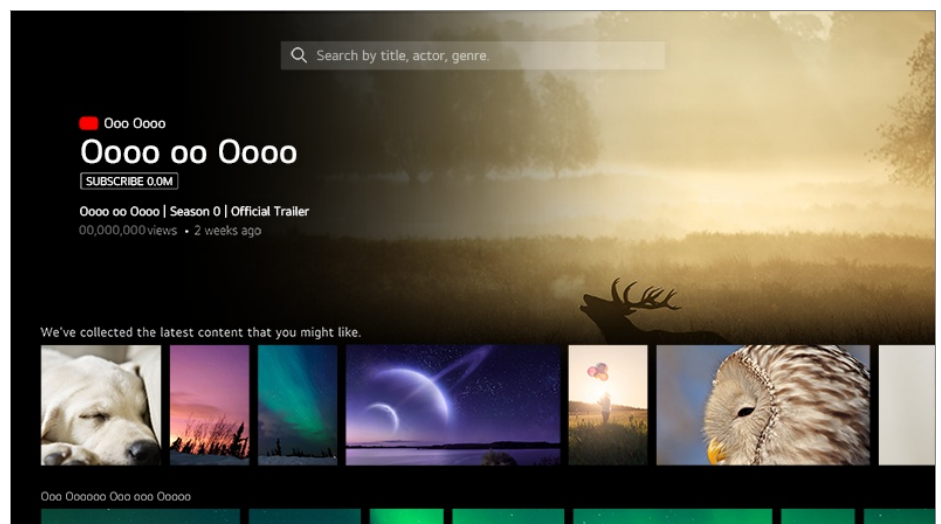 Search by title, actor, genre.
Ooo Oooo
Oooo oo Oooo
SUBSCRIBE 0,0M
Oooo oo Oooo | Season 0 | Official Trailer
00,000,000 views • 2 weeks ago
We've collected the latest content that you might like.
Ooo Oooooo Ooo ooo Ooooo